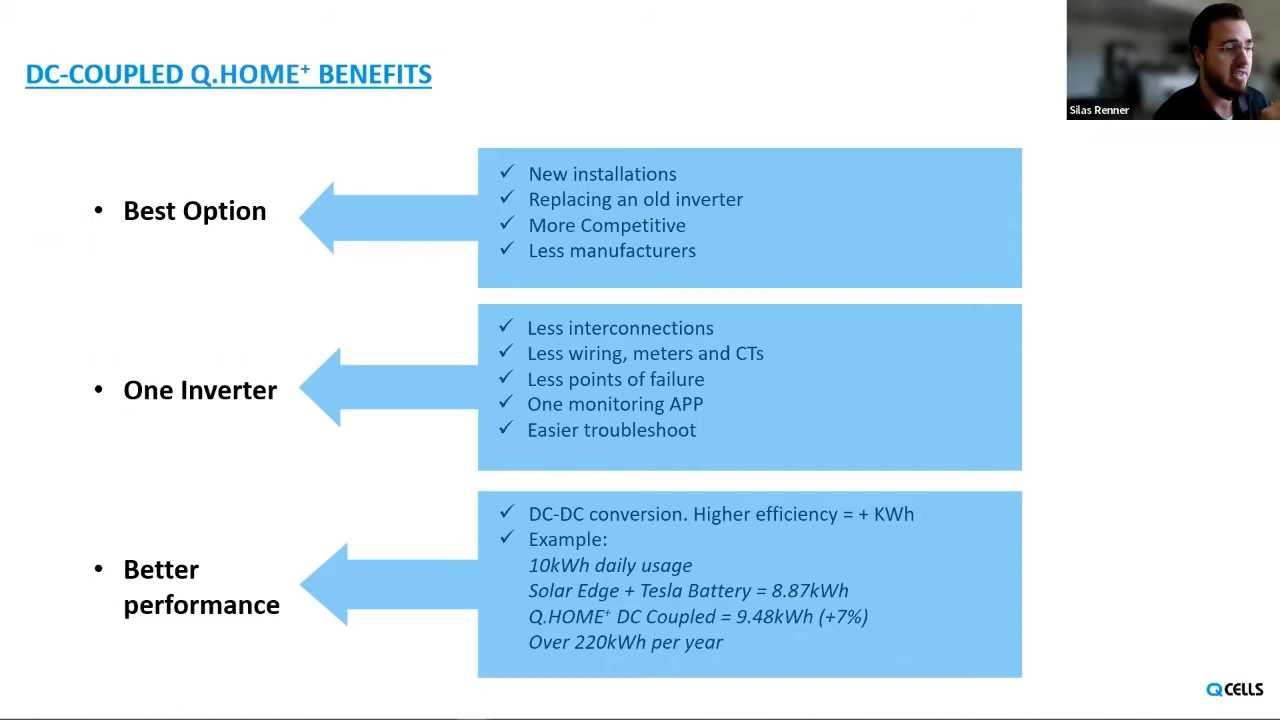 DC-COUPLED Q.HOME⁺ BENEFITS
Silas Renner
• Best Option
✓ New installations
✓ Replacing an old inverter
✓ More Competitive
✓ Less manufacturers
• One Inverter
✓ Less interconnections
✓ Less wiring, meters and CTs
✓ Less points of failure
✓ One monitoring APP
✓ Easier troubleshoot
• Better
performance
✓ DC-DC conversion. Higher efficiency = + KWh
✓ Example:
10kWh daily usage
Solar Edge + Tesla Battery = 8.87kWh
Q.HOME⁺ DC Coupled = 9.48kWh (+7%)
Over 220kWh per year
QCELLS